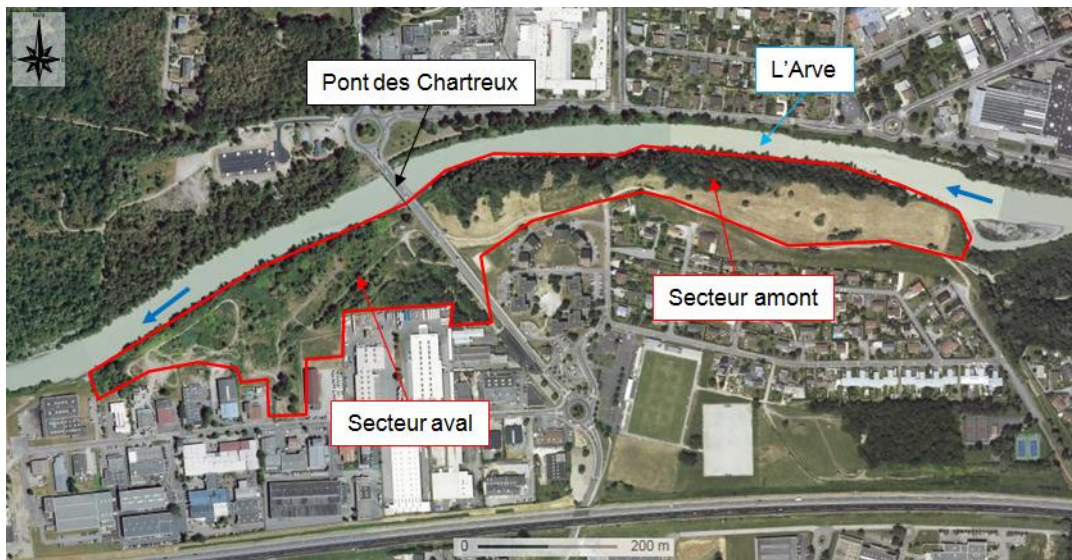 Pont des Chartreux
L'Arve
Secteur amont
Secteur aval
0 200 m